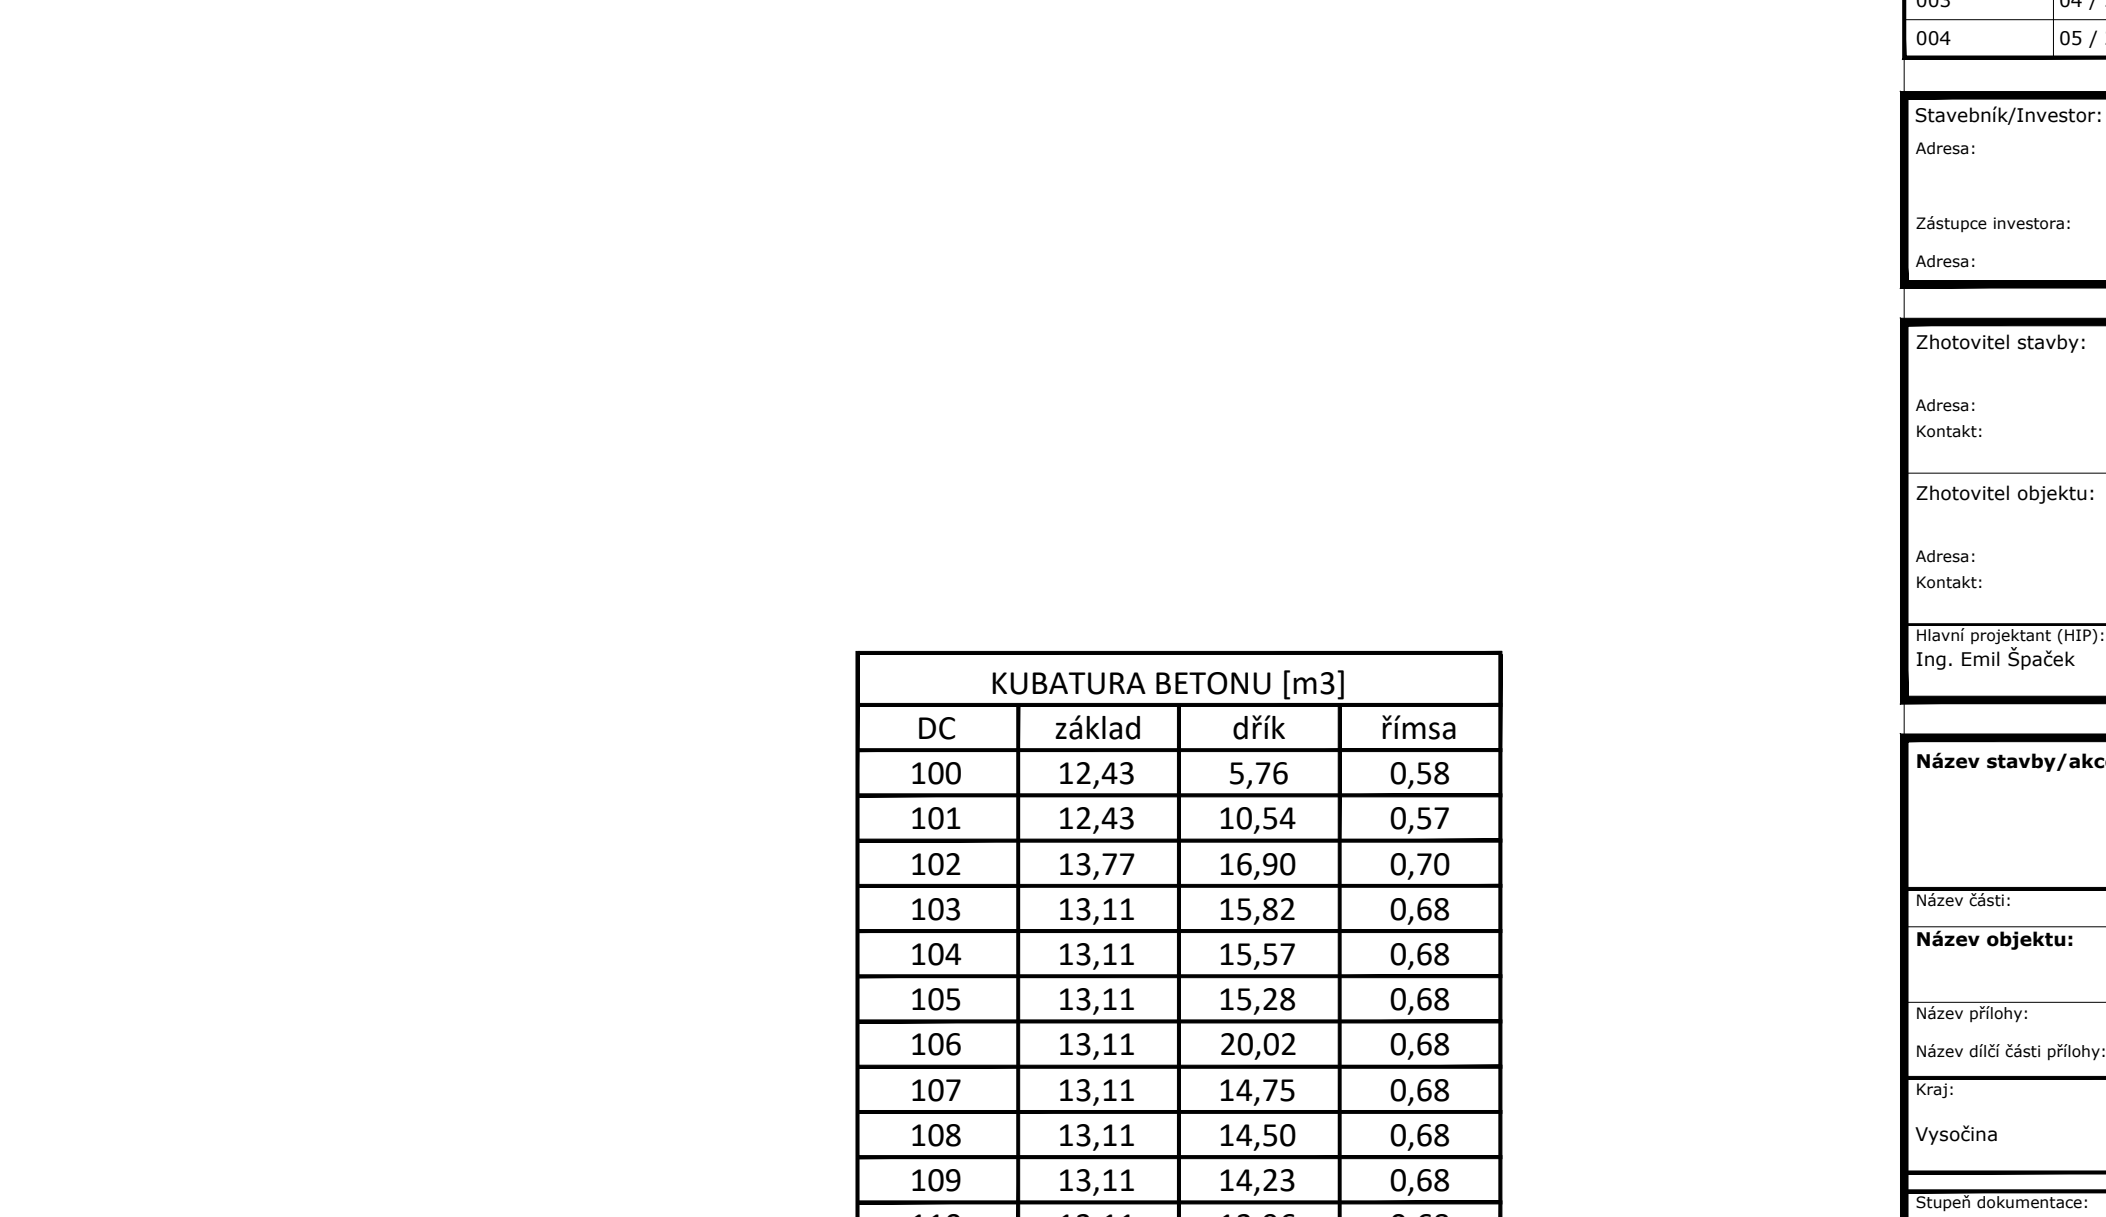 004 05 /
Stavebník/Investor:
Adresa:
Zástupce investora:
Adresa:
Zhotovitel stavby:
Adresa:
Kontakt:
Zhotovitel objektu:
Adresa:
Kontakt:
Hlavní projektant (HIP):
Ing. Emil Špaček
KUBATURA BETONU [m3]
DC základ dřík římsa
100 12,43 5,76 0,58
101 12,43 10,54 0,57
102 13,77 16,90 0,70
103 13,11 15,82 0,68
104 13,11 15,57 0,68
105 13,11 15,28 0,68
106 13,11 20,02 0,68
107 13,11 14,75 0,68
108 13,11 14,50 0,68
109 13,11 14,23 0,68
Název stavby/akc
Název části:
Název objektu:
Název přílohy:
Název dílčí části přílohy:
Kraj:
Vysočina
Stupeň dokumentace: